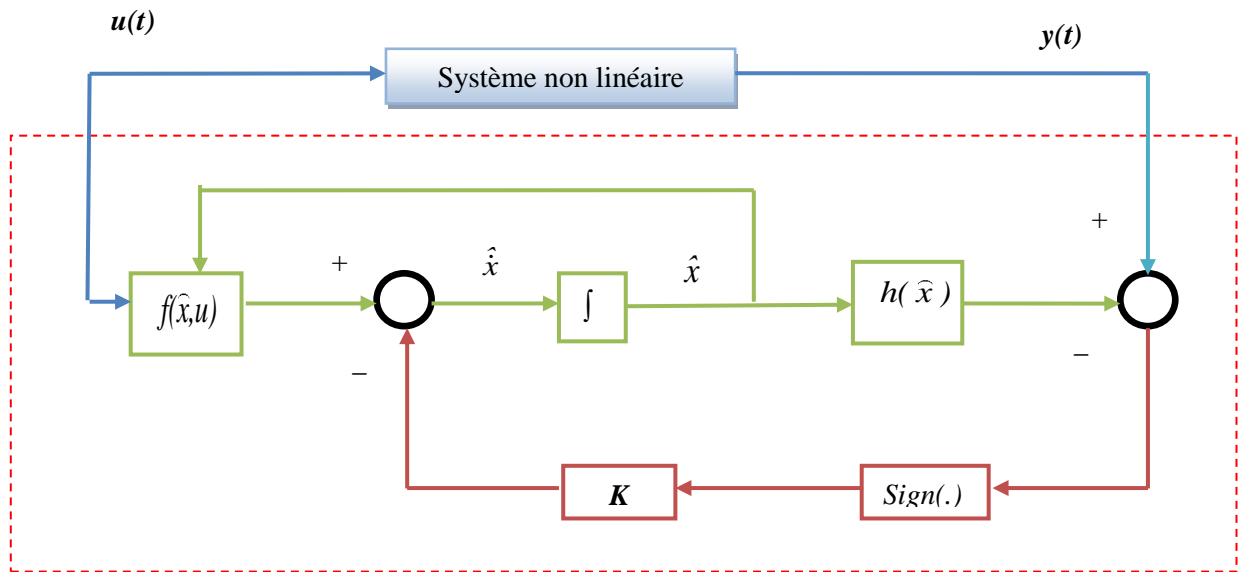 u(t)
y(t)
Système non linéaire
+
+
f(x̂,u)
x̂̇
∫
x̂
h( x̂ )
−
−
K
Sign(.)